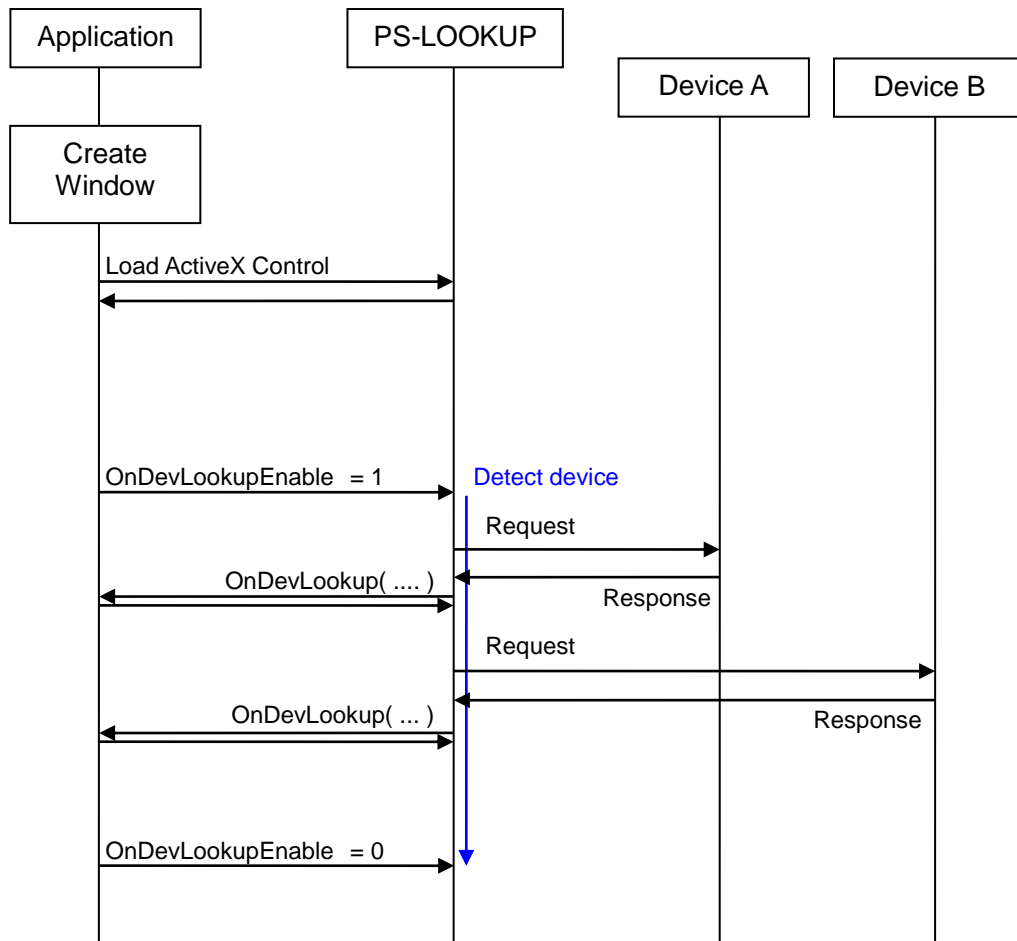 Application
PS-LOOKUP
Device A
Device B
Create
Window
Load ActiveX Control
OnDevLookupEnable = 1
Detect device
Request
OnDevLookup( .... )
Response
Request
OnDevLookup( ... )
Response
OnDevLookupEnable = 0